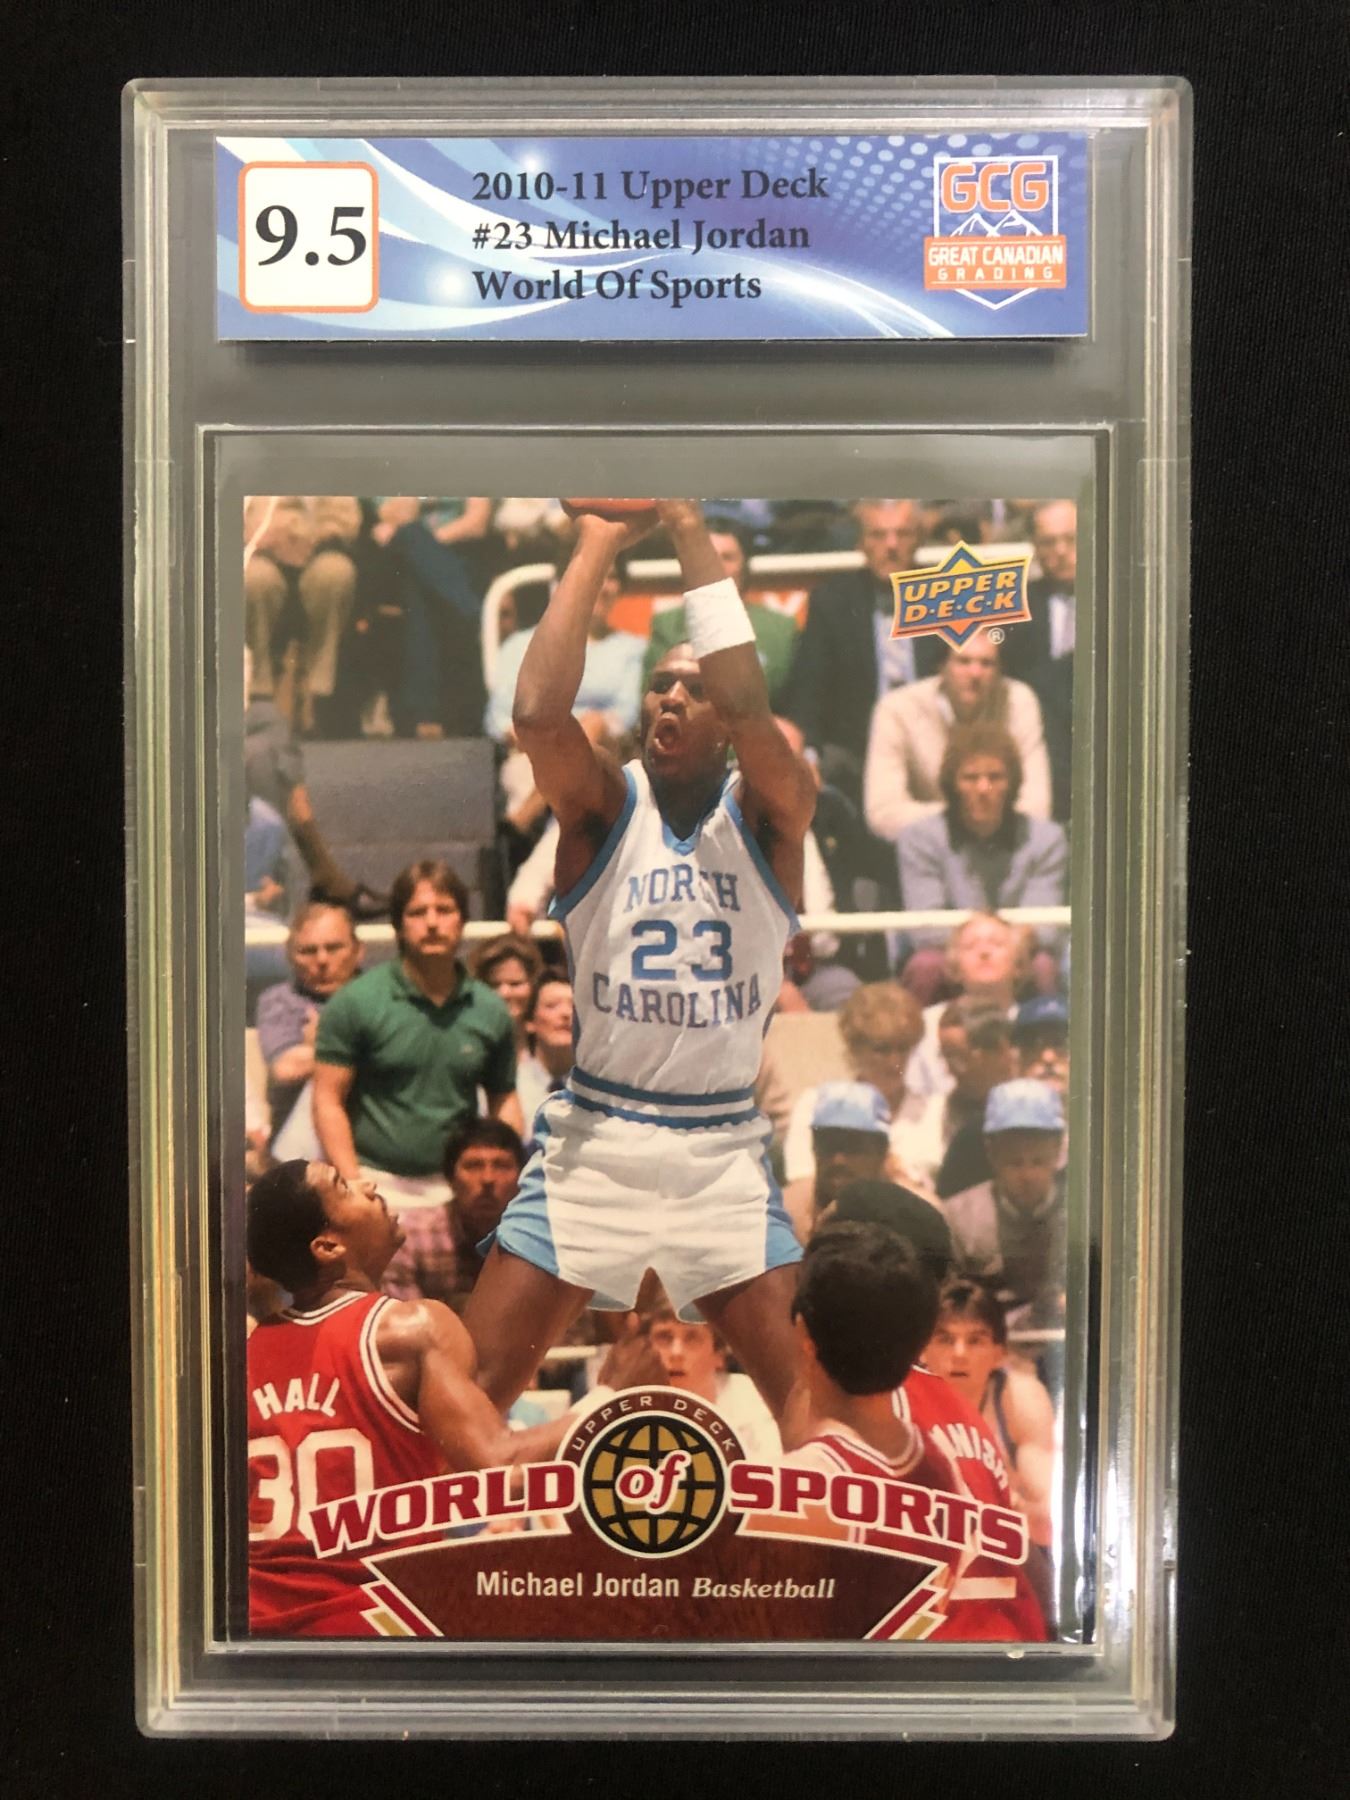 9.5
2010-11 Upper Deck
#23 Michael Jordan
World Of Sports
GCG
GREAT CANADIAN
GRADING
UPPER
D·E·C·K
®
NORTH
23
CAROLINA
HALL
30
UPPER DECK
WORLD of SPORTS
Michael Jordan Basketball